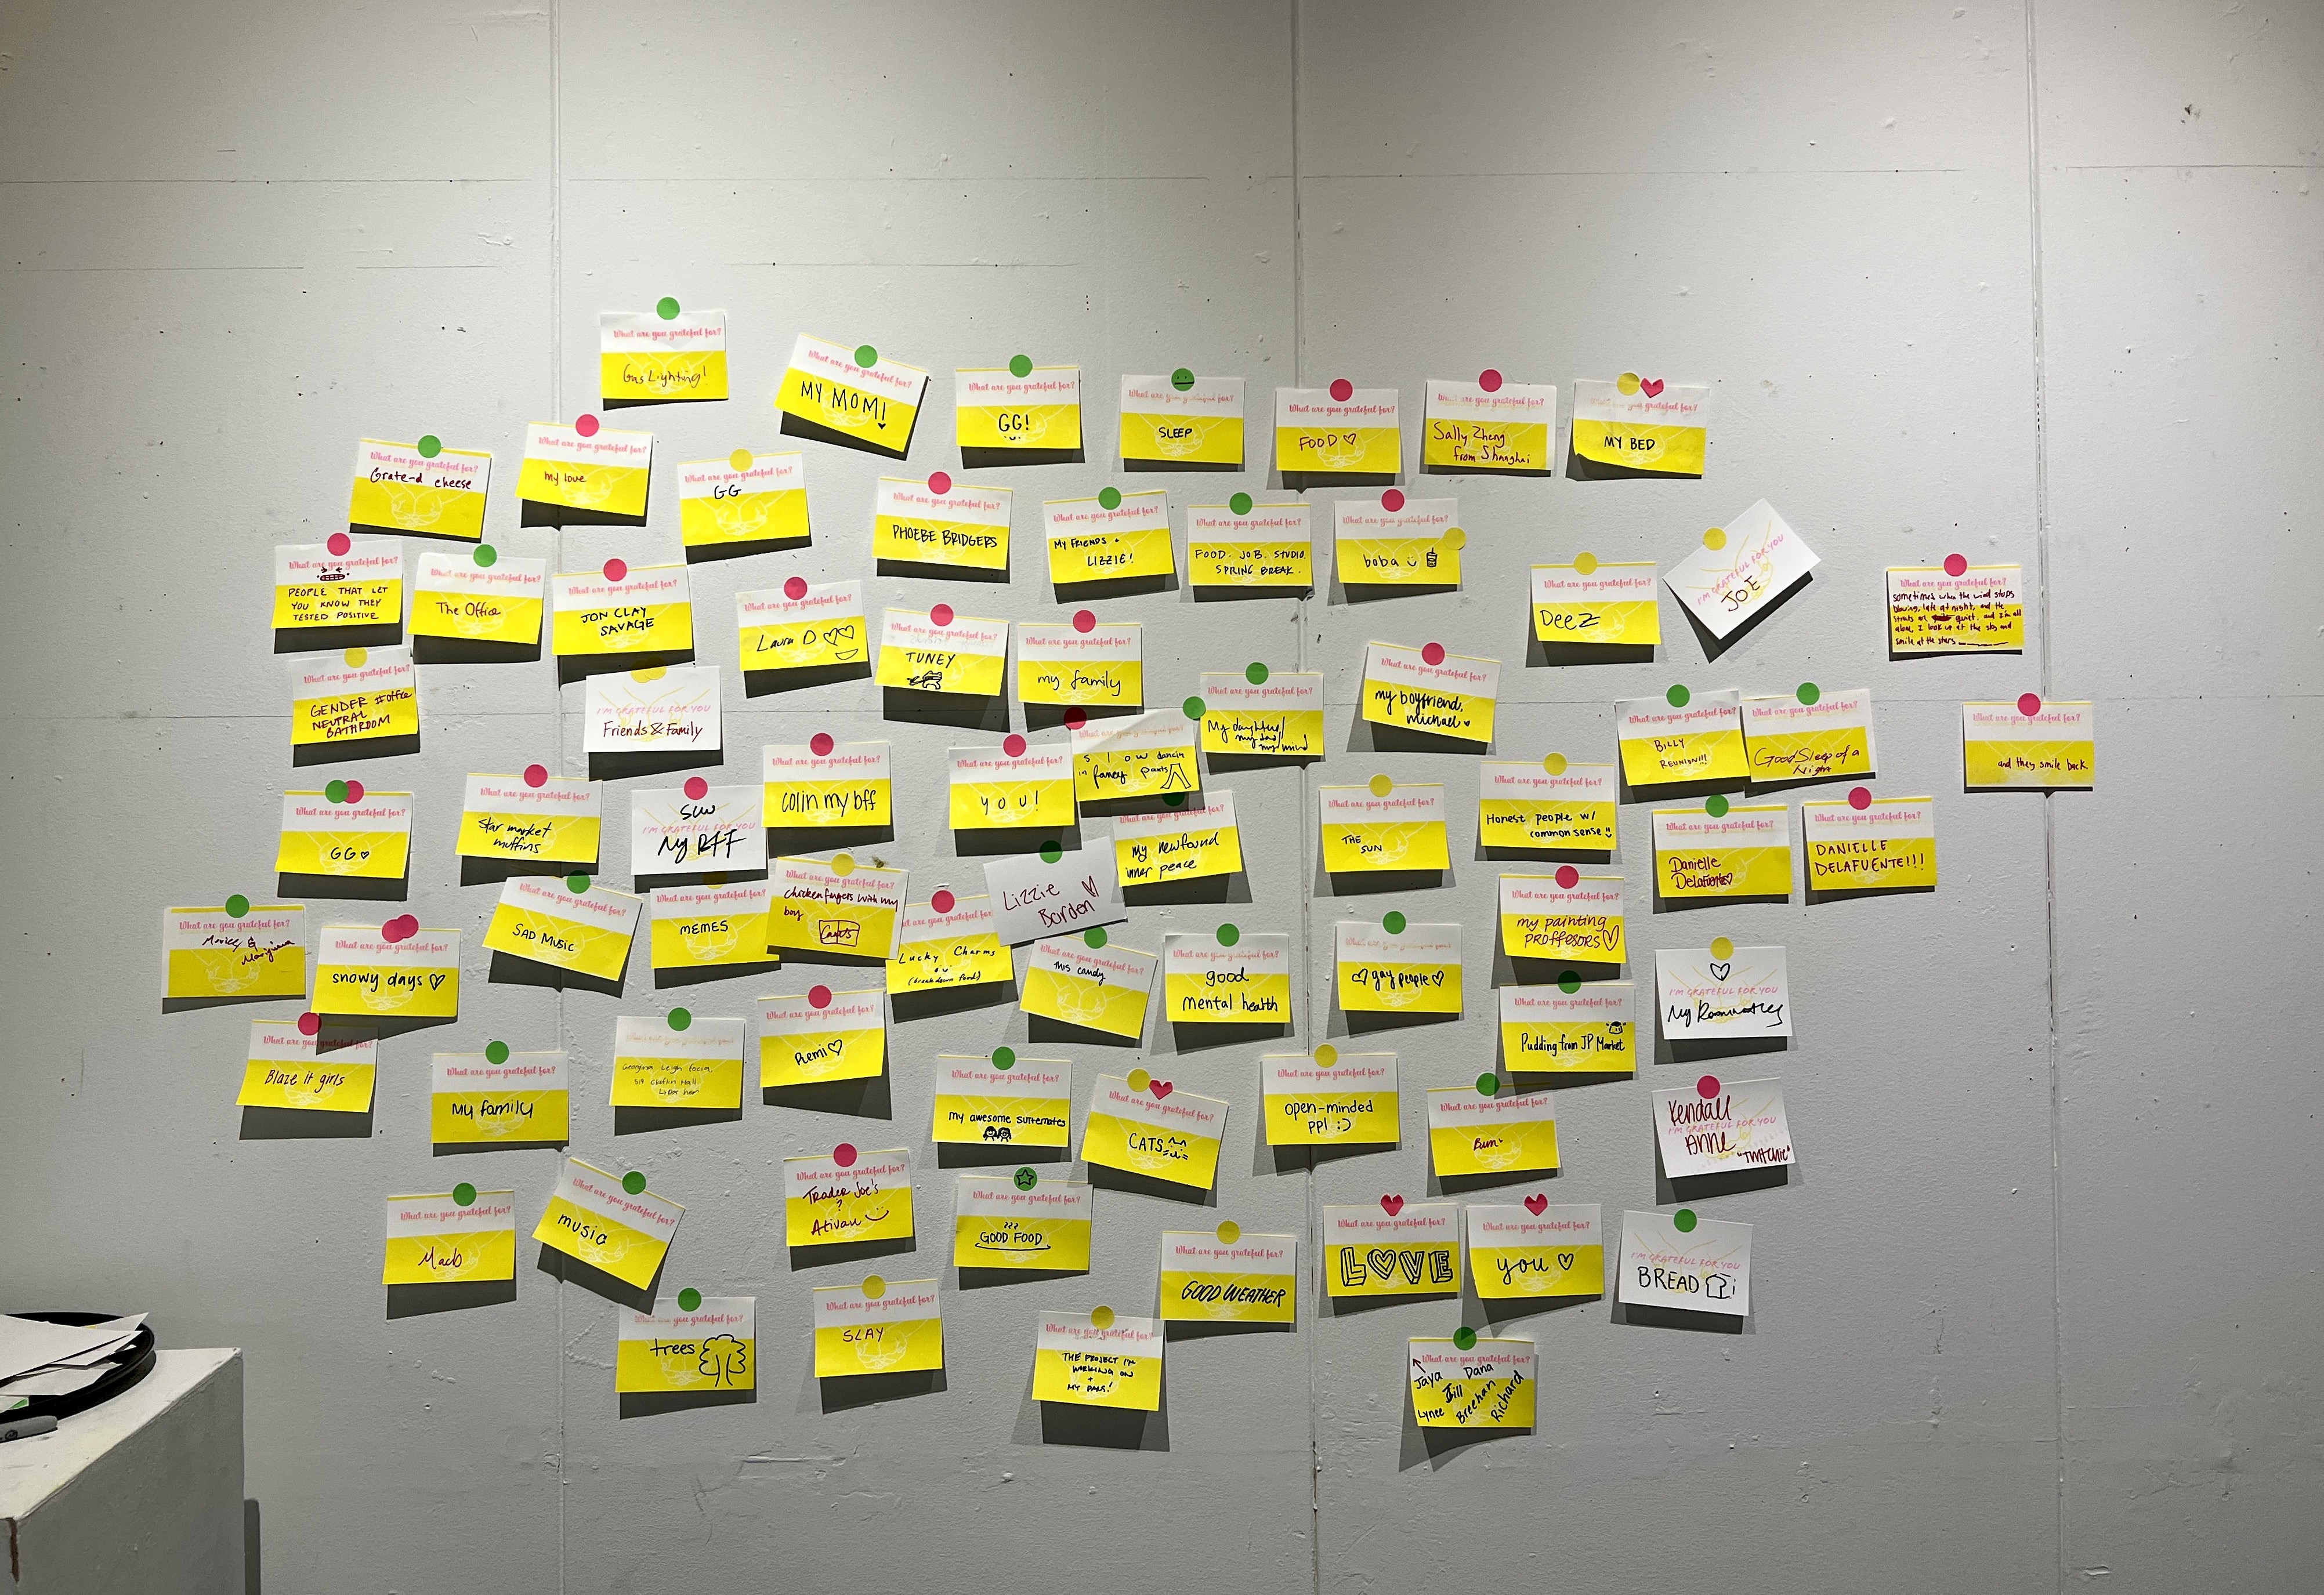 What are you grateful for?
Gas Lighting!
What are you grateful for?
MY MOM!
What are you grateful for?
GG!
What are you grateful for?
SLEEP
What are you grateful for?
FOOD
What are you grateful for?
Sally Zheng
from Shanghai
What are you grateful for?
MY BED
What are you grateful for?
Grate-d cheese
What are you grateful for?
my love
What are you grateful for?
GG
What are you grateful for?
PHOEBE BRIDGERS
What are you grateful for?
MY FRIENDS +
LIZZIE!
What are you grateful for?
FOOD. JOB. STUDIO.
SPRING BREAK.
What are you grateful for?
boba
What are you grateful for?
DEEZ
I'M GRATEFUL FOR YOU
JOE
What are you grateful for?
sometimes when the wind stops
blowing, late at night, and the
streets are quiet, and I'm all
alone, I look up at the sky and
smile at the stars
What are you grateful for?
PEOPLE THAT LET
YOU KNOW THEY
TESTED POSITIVE
What are you grateful for?
The Office
What are you grateful for?
JON CLAY
SAVAGE
What are you grateful for?
Laura D
What are you grateful for?
TUNEY
What are you grateful for?
my family
What are you grateful for?
My daughters,
my dad,
my mind
What are you grateful for?
my boyfriend,
michael
What are you grateful for?
BILLY
REUNION!!!
What are you grateful for?
Good Sleep of a
Night
What are you grateful for?
and they smile back
What are you grateful for?
GENDER #office
NEUTRAL
BATHROOM
I'M GRATEFUL FOR YOU
Friends & Family
What are you grateful for?
GG
What are you grateful for?
Star market
muffins
SUW
I'M GRATEFUL FOR YOU
My BFF
What are you grateful for?
Colin my bff
What are you grateful for?
YOU!
What are you grateful for?
slow dancin
in fancy pants
What are you grateful for?
my newfound
inner peace
What are you grateful for?
THE
SUN
What are you grateful for?
Honest people w/
common sense
What are you grateful for?
Danielle
Delafuente
What are you grateful for?
DANIELLE
DELAFUENTE!!!
What are you grateful for?
Money &
Marijuana
What are you grateful for?
snowy days
What are you grateful for?
SAD MUSIC
What are you grateful for?
MEMES
What are you grateful for?
chicken fingers with my
boy
Canes
What are you grateful for?
Lucky Charms
(breakdown food)
Lizzie
Borden
What are you grateful for?
this candy
What are you grateful for?
good
mental health
What are you grateful for?
gay people
What are you grateful for?
my painting
PROFFESORS
I'M GRATEFUL FOR YOU
My Roommates
What are you grateful for?
Blaze it girls
What are you grateful for?
My family
What are you grateful for?
Georgina Leigh
Claflin Hall
What are you grateful for?
Remi
What are you grateful for?
my awesome suitemates
What are you grateful for?
CATS
What are you grateful for?
open-minded
ppl :)
What are you grateful for?
Pudding from JP Market
What are you grateful for?
Bum
Kendall
I'M GRATEFUL FOR YOU
ANNE
"TWITCHIE"
What are you grateful for?
What are you grateful for?
music
What are you grateful for?
Trader Joe's
?
Ativan
What are you grateful for?
zzz
GOOD FOOD
What are you grateful for?
GOOD WEATHER
What are you grateful for?
LOVE
What are you grateful for?
you
I'M GRATEFUL FOR YOU
BREAD
What are you grateful for?
trees
What are you grateful for?
SLAY
What are you grateful for?
THE PROJECT I'M
WORKING ON
+
MY PALS!
What are you grateful for?
Jaya Dana
Jill
Lynee Breehan Richard